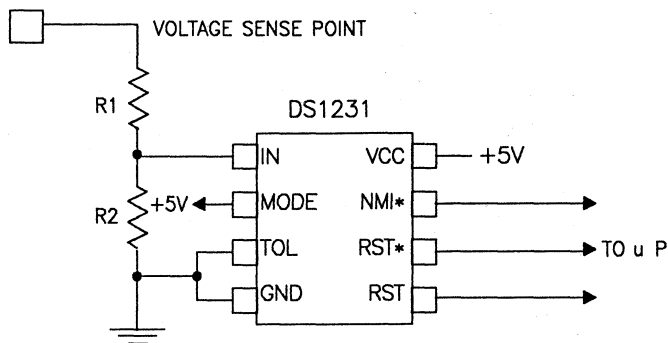 VOLTAGE SENSE POINT
R1
DS1231
IN
VCC
+5V
R2
+5V
MODE
NMI*
TOL
RST*
TO u P
GND
RST